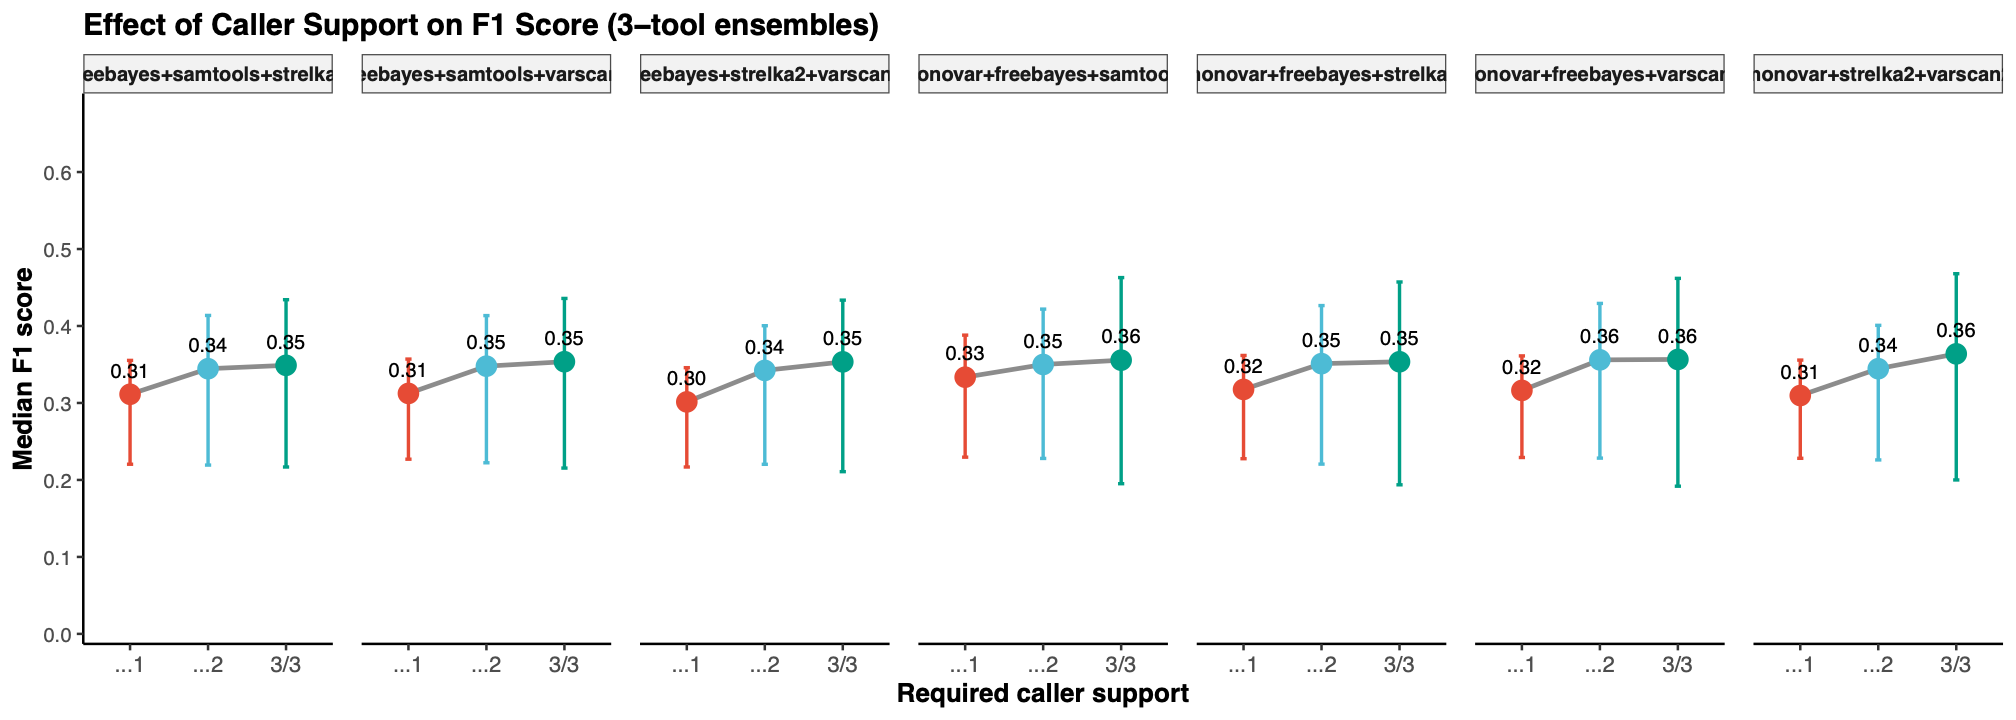 Effect of Caller Support on F1 Score (3–tool ensembles)
eebayes+samtools+strelka
eebayes+samtools+varscan
eebayes+strelka2+varscan
onovar+freebayes+samtoo
onovar+freebayes+strelka
onovar+freebayes+varscan
onovar+strelka2+varscan
Median F1 score
0.6
0.5
0.4
0.3
0.2
0.1
0.0
0.31 0.34 0.35
0.31 0.35 0.35
0.30 0.34 0.35
0.33 0.35 0.36
0.32 0.35 0.35
0.32 0.36 0.36
0.31 0.34 0.36
...1 ...2 3/3
...1 ...2 3/3
...1 ...2 3/3
...1 ...2 3/3
...1 ...2 3/3
...1 ...2 3/3
...1 ...2 3/3
Required caller support